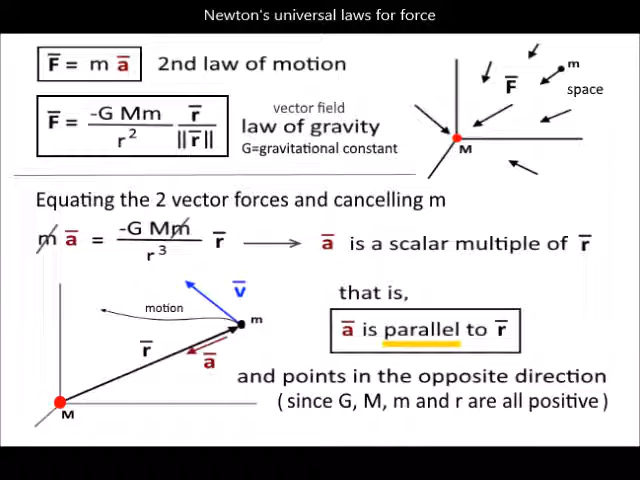 Newton's universal laws for force
F̅ = m a̅ 2nd law of motion
F̅ = -G Mm / r² r̅ / ||r̅||
vector field
law of gravity
G=gravitational constant
F̅
m
space
M
Equating the 2 vector forces and cancelling m
m a̅ = -G Mm / r³ r̅ → a̅ is a scalar multiple of r̅
that is,
a̅ is parallel to r̅
and points in the opposite direction
( since G, M, m and r are all positive )
motion
v̅
m
r̅
a̅
M